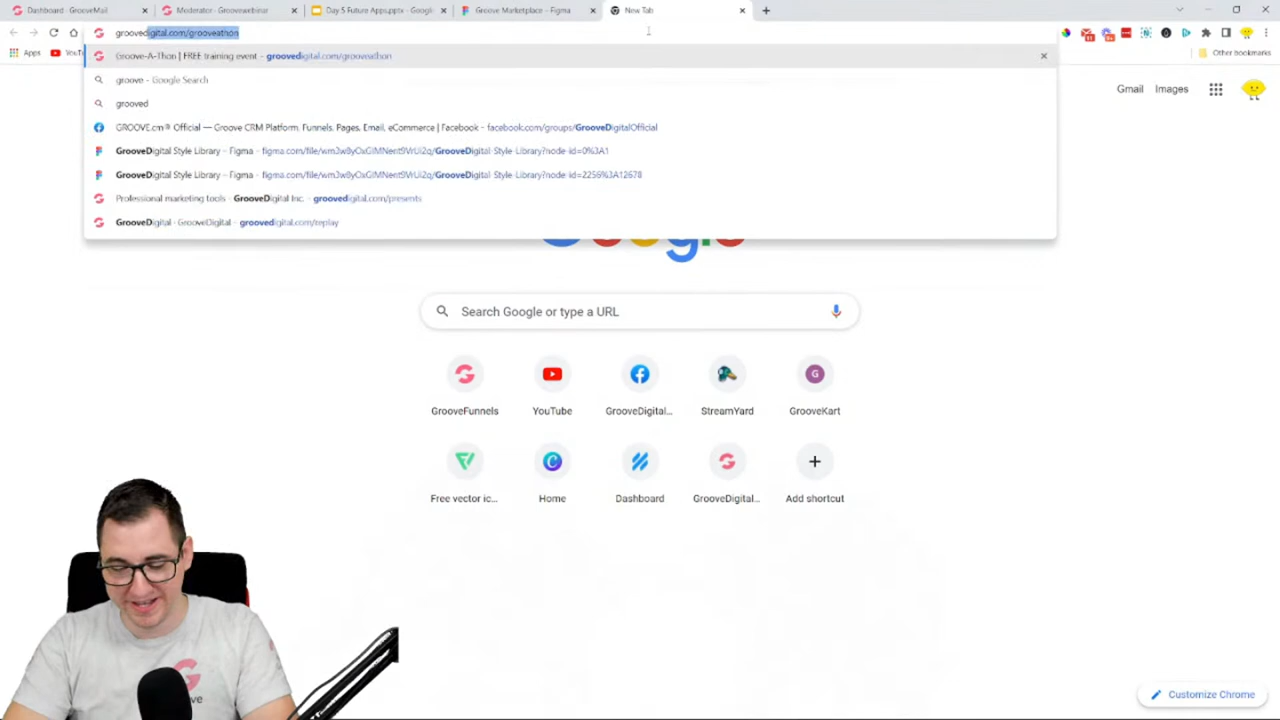 Dashboard - GrooveMail
Moderator - Groovewebinar
Day 5 Future Apps.pptx - Google
Groove Marketplace – Figma
New Tab
groovedigital.com/grooveathon
Apps
YouTu
Other bookmarks
Groove-A-Thon | FREE training event - groovedigital.com/grooveathon
groove - Google Search
grooved
GROOVE.cm® Official — Groove CRM Platform, Funnels, Pages, Email, eCommerce | Facebook - facebook.com/groups/GrooveDigitalOfficial
GrooveDigital Style Library – Figma -
GrooveDigital Style Library – Figma -
Professional marketing tools - GrooveDigital Inc. - groovedigital.com/presents
GrooveDigital - GrooveDigital - groovedigital.com/replay
Gmail
Images
Search Google or type a URL
GrooveFunnels
YouTube
GrooveDigital...
StreamYard
G
GrooveKart
Free vector ic...
Home
Dashboard
GrooveDigital...
Add shortcut
Customize Chrome